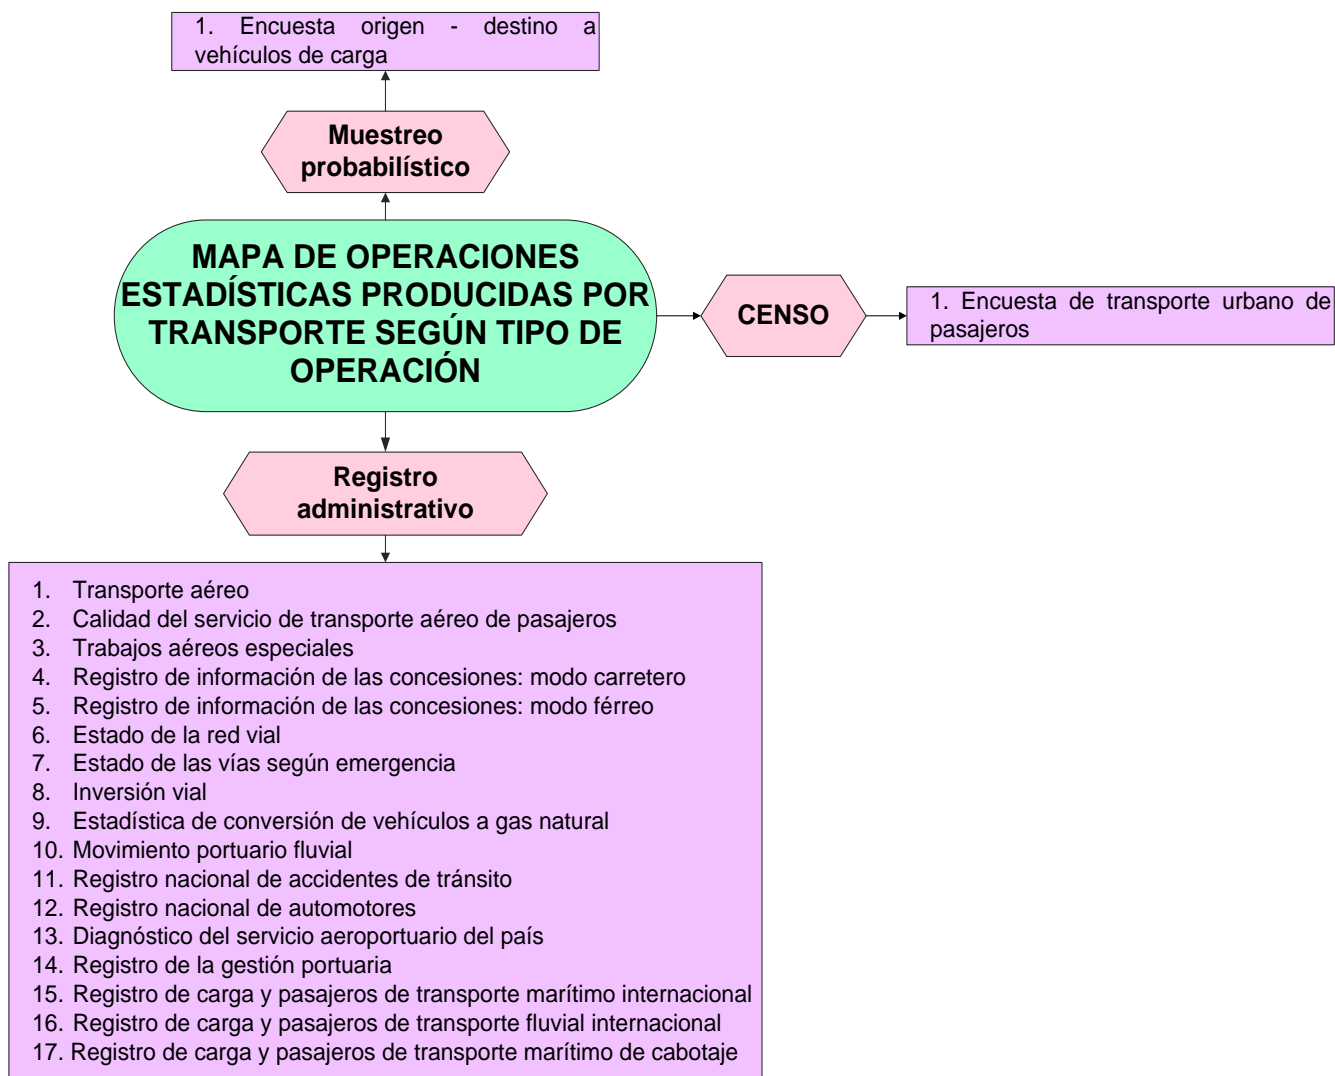 1. Encuesta origen - destino a
vehículos de carga
Muestreo
probabilístico
MAPA DE OPERACIONES
ESTADÍSTICAS PRODUCIDAS POR
TRANSPORTE SEGÚN TIPO DE
OPERACIÓN
CENSO
1. Encuesta de transporte urbano de
pasajeros
Registro
administrativo
1. Transporte aéreo
2. Calidad del servicio de transporte aéreo de pasajeros
3. Trabajos aéreos especiales
4. Registro de información de las concesiones: modo carretero
5. Registro de información de las concesiones: modo férreo
6. Estado de la red vial
7. Estado de las vías según emergencia
8. Inversión vial
9. Estadística de conversión de vehículos a gas natural
10. Movimiento portuario fluvial
11. Registro nacional de accidentes de tránsito
12. Registro nacional de automotores
13. Diagnóstico del servicio aeroportuario del país
14. Registro de la gestión portuaria
15. Registro de carga y pasajeros de transporte marítimo internacional
16. Registro de carga y pasajeros de transporte fluvial internacional
17. Registro de carga y pasajeros de transporte marítimo de cabotaje